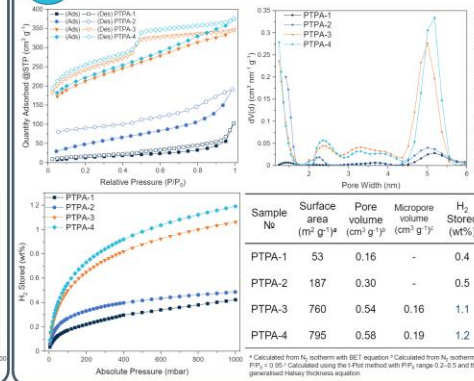 (Ads) (Des) PTPA-1
(Ads) (Des) PTPA-2
(Ads) (Des) PTPA-3
(Ads) (Des) PTPA-4
Quantity Adsorbed @STP (cm³ g⁻¹)
400
350
300
250
200
150
100
50
0
0
0.2
0.4
0.6
0.8
1
Relative Pressure (P/P₀)
PTPA-1
PTPA-2
PTPA-3
PTPA-4
dV(d) (cm³ nm⁻¹ g⁻¹)
0.35
0.3
0.25
0.2
0.15
0.1
0.05
0
2
3
4
5
6
Pore Width (nm)
PTPA-1
PTPA-2
PTPA-3
PTPA-4
H₂ Stored (wt%)
1.2
1
0.8
0.6
0.4
0.2
0
0
200
400
600
800
1000
Absolute Pressure (mbar)
Sample № Surface area (m² g⁻¹)ᵃ Pore volume (cm³ g⁻¹)ᵇ Micropore volume (cm³ g⁻¹)ᶜ H₂ Stored (wt%)
PTPA-1 53 0.16 - 0.4
PTPA-2 187 0.30 - 0.5
PTPA-3 760 0.54 0.16 1.1
PTPA-4 795 0.58 0.19 1.2
ᵃ Calculated from N₂ isotherm with BET equation ᵇ Calculated from N₂ isotherm
P/P₀ = 0.95 ᶜ Calculated using the t-Plot method with P/P₀ range 0.2–0.5 and th
generalised Halsey thickness equation